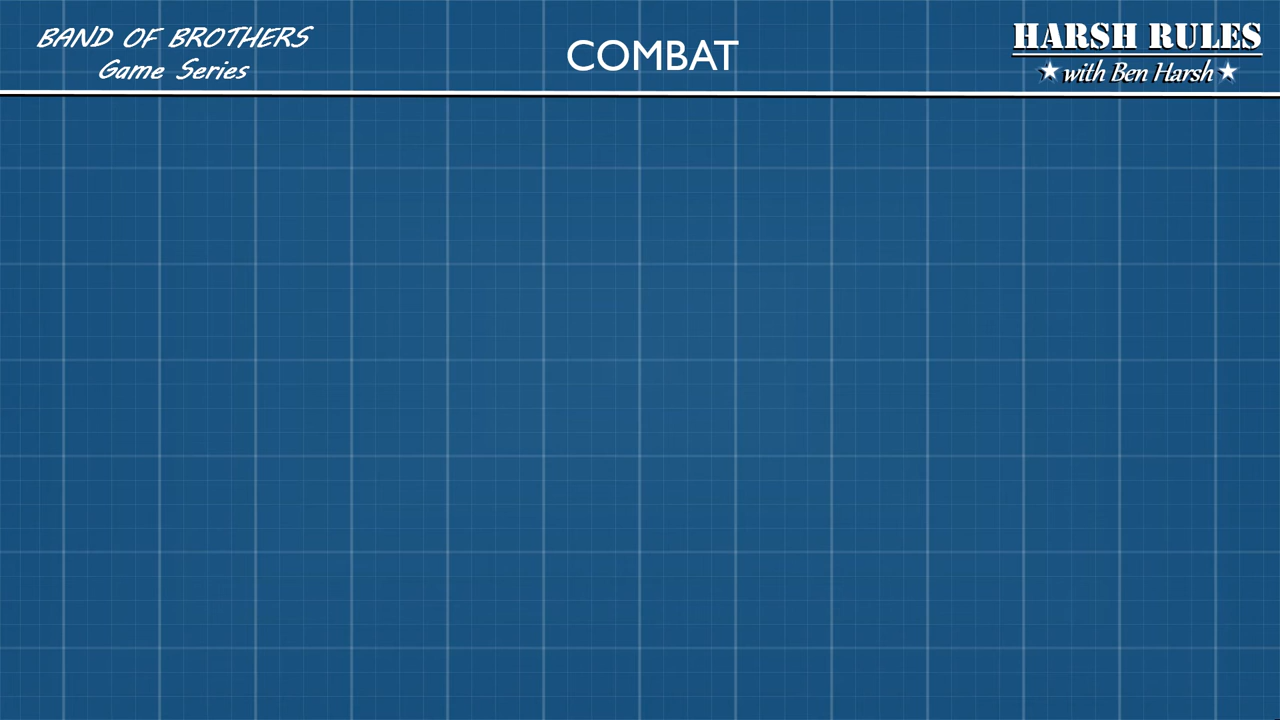 BAND OF BROTHERS
Game Series
COMBAT
HARSH RULES
with Ben Harsh